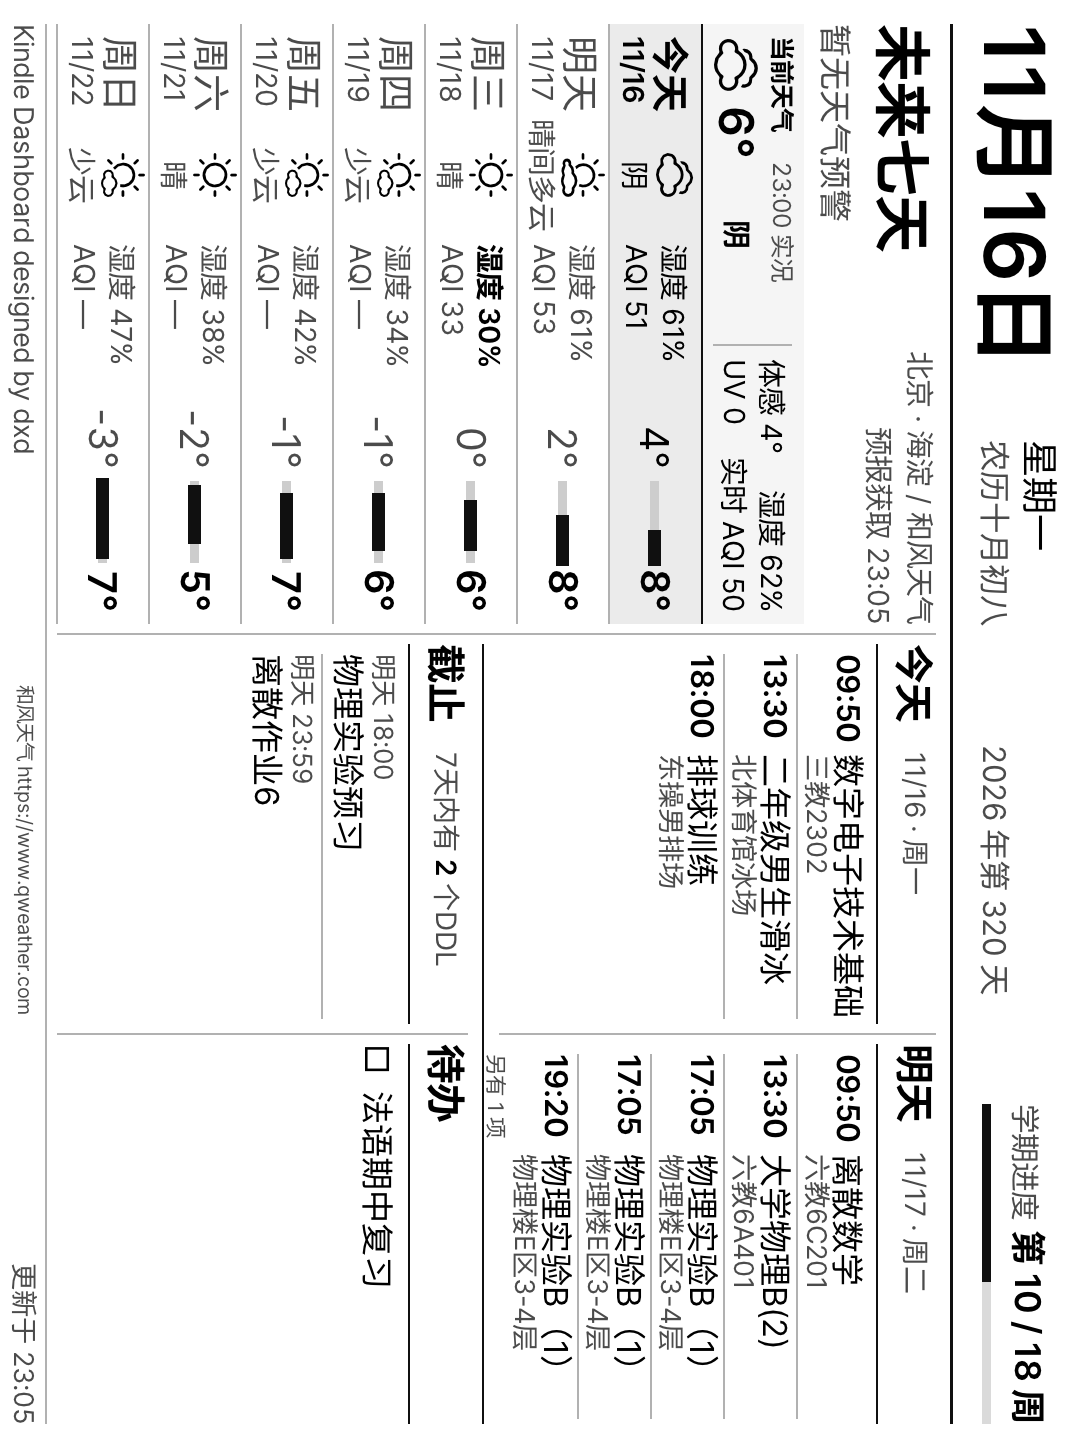 11月16日
星期一
农历十月初八
2026 年第 320 天
学期进度 第 10 / 18 周
未来七天
北京 · 海淀 / 和风天气
预报获取 23:05
暂无天气预警
当前天气 23:00 实况
6° 阴
体感 4° 湿度 62%
UV 0 实时 AQI 50
今天 湿度 61% 4° 8°
11/16 阴 AQI 51
明天 湿度 61% 2° 8°
11/17 晴间多云 AQI 53
周三 湿度 30% 0° 6°
11/18 晴 AQI 33
周四 湿度 34% -1° 6°
11/19 少云 AQI —
周五 湿度 42% -1° 7°
11/20 少云 AQI —
周六 湿度 38% -2° 5°
11/21 晴 AQI —
周日 湿度 47% -3° 7°
11/22 少云 AQI —
今天 11/16 · 周一
09:50 数字电子技术基础
三教2302
13:30 二年级男生滑冰
北体育馆冰场
18:00 排球训练
东操男排场
明天 11/17 · 周二
09:50 离散数学
六教6C201
13:30 大学物理B(2)
六教6A401
17:05 物理实验B（1）
物理楼E区3-4层
17:05 物理实验B（1）
物理楼E区3-4层
19:20 物理实验B（1）
物理楼E区3-4层
另有 1 项
截止 7天内有 2 个DDL
明天 18:00
物理实验预习
明天 23:59
离散作业6
待办
法语期中复习
Kindle Dashboard designed by dxd
和风天气 https://www.qweather.com
更新于 23:05